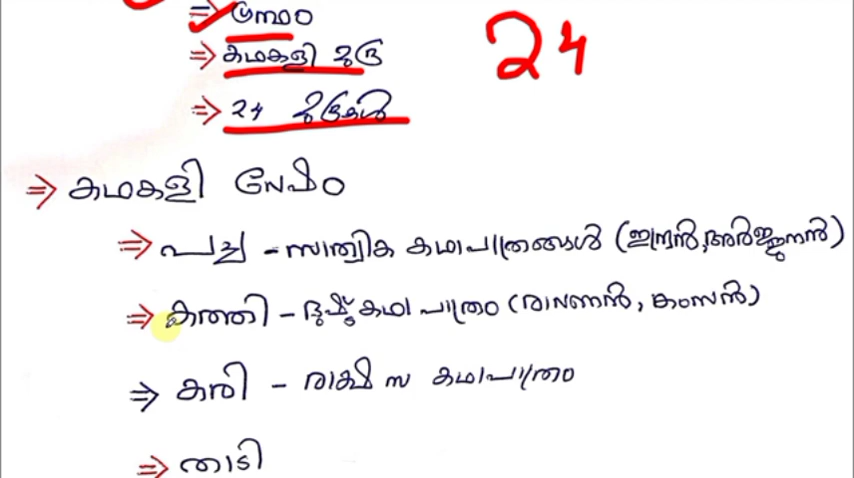 ⇒ ഗ്രന്ഥം
⇒ കഥകളി മുദ്ര 24
⇒ 24 മുദ്രകൾ
⇒ കഥകളി വേഷം
⇒ പച്ച - സാത്വിക കഥാപാത്രങ്ങൾ (ഇന്ദ്രൻ, അർജ്ജുനൻ)
⇒ കത്തി - ദുഷ്ട കഥാപാത്രം (രാവണൻ, കംസൻ)
⇒ കരി - രാക്ഷസ കഥാപാത്രം
⇒ താടി